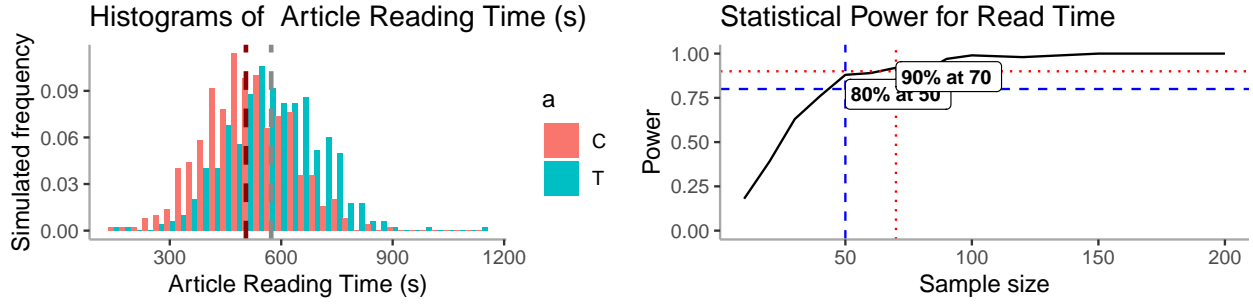 Histograms of  Article Reading Time (s)
Simulated frequency
0.09
0.06
0.03
0.00
300
600
900
1200
Article Reading Time (s)
a
C
T
Statistical Power for Read Time
Power
1.00
0.75
0.50
0.25
0.00
90% at 70
80% at 50
50
100
150
200
Sample size